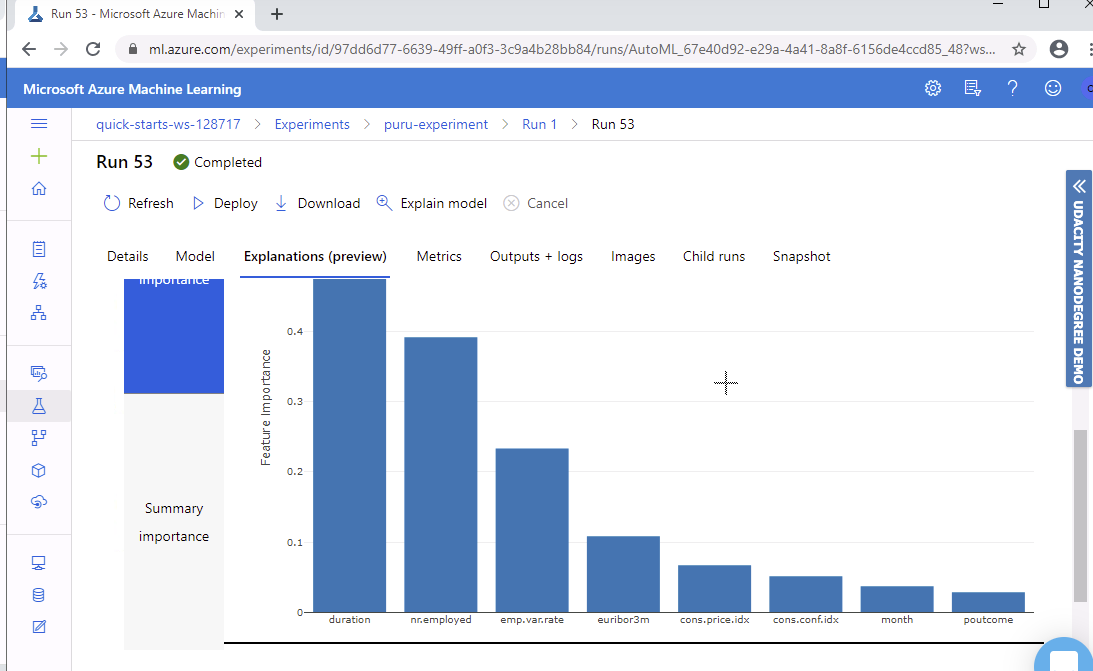 Run 53 - Microsoft Azure Machin
ml.azure.com/experiments/id/97dd6d77-6639-49ff-a0f3-3c9a4b28bb84/runs/AutoML_67e40d92-e29a-4a41-8a8f-6156de4ccd85_48?ws...
Microsoft Azure Machine Learning
quick-starts-ws-128717 > Experiments > puru-experiment > Run 1 > Run 53
Run 53 Completed
Refresh Deploy Download Explain model Cancel
Details Model Explanations (preview) Metrics Outputs + logs Images Child runs Snapshot
importance
Summary
importance
Feature Importance
0.4
0.3
0.2
0.1
0
duration nr.employed emp.var.rate euribor3m cons.price.idx cons.conf.idx month poutcome
UDACITY NANODEGREE DEMO